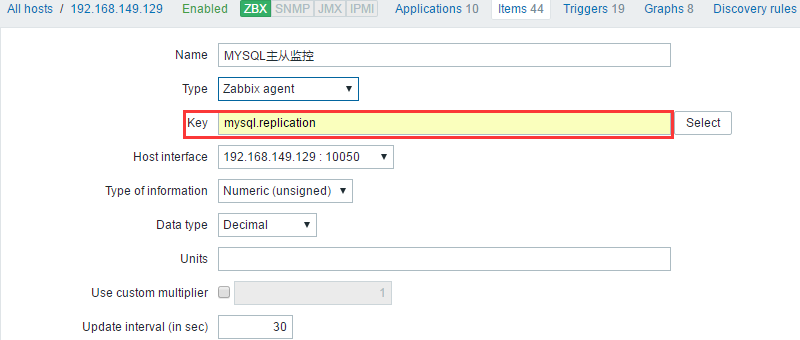 All hosts / 192.168.149.129 Enabled ZBX SNMP JMX IPMI Applications 10 Items 44 Triggers 19 Graphs 8 Discovery rules
Name MYSQL主从监控
Type Zabbix agent
Key mysql.replication Select
Host interface 192.168.149.129 : 10050
Type of information Numeric (unsigned)
Data type Decimal
Units
Use custom multiplier 1
Update interval (in sec) 30